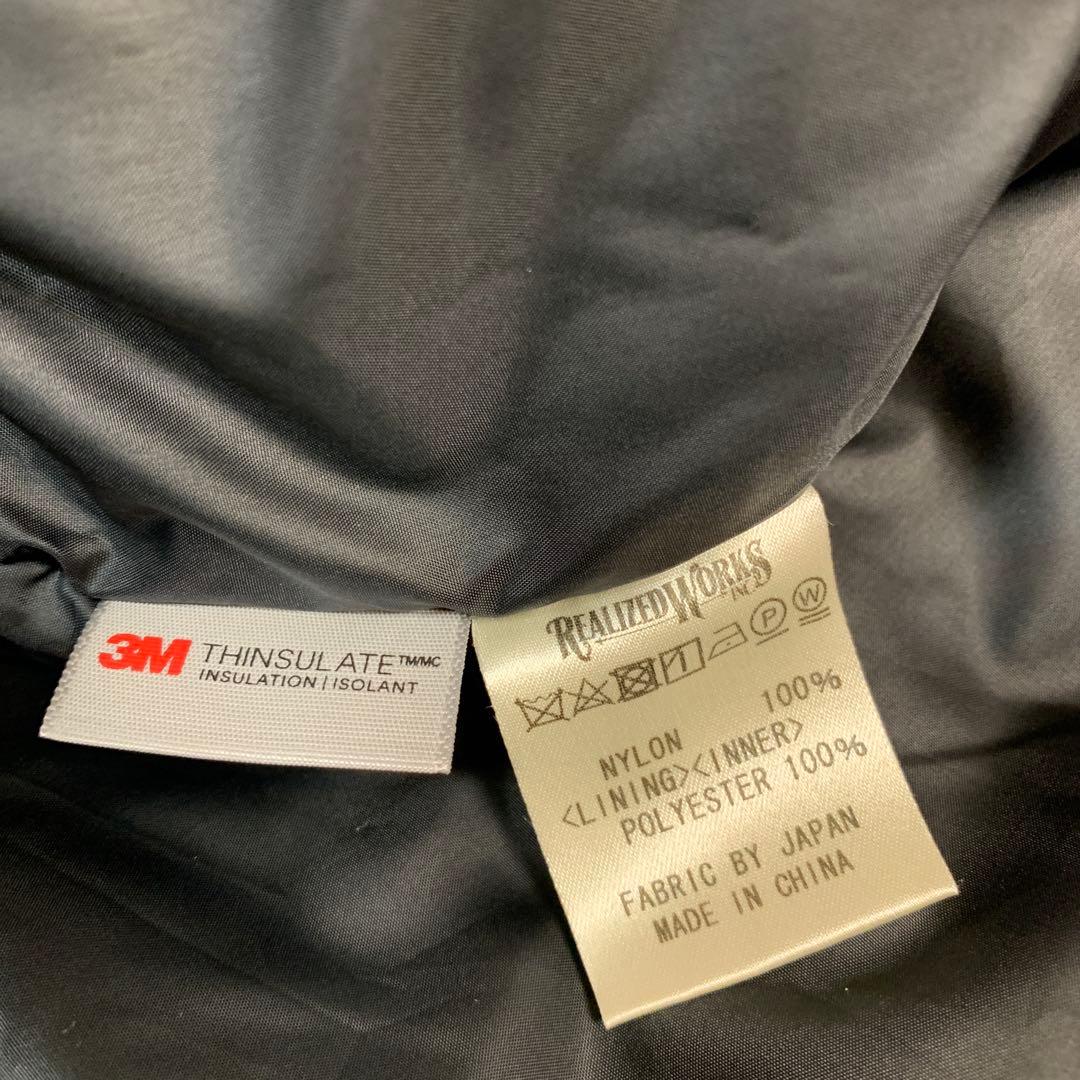 3M THINSULATE™/MC
INSULATION | ISOLANT
REALIZED WORKS
INC
P W
NYLON 100%
<LINING><INNER>
POLYESTER 100%
FABRIC BY JAPAN
MADE IN CHINA